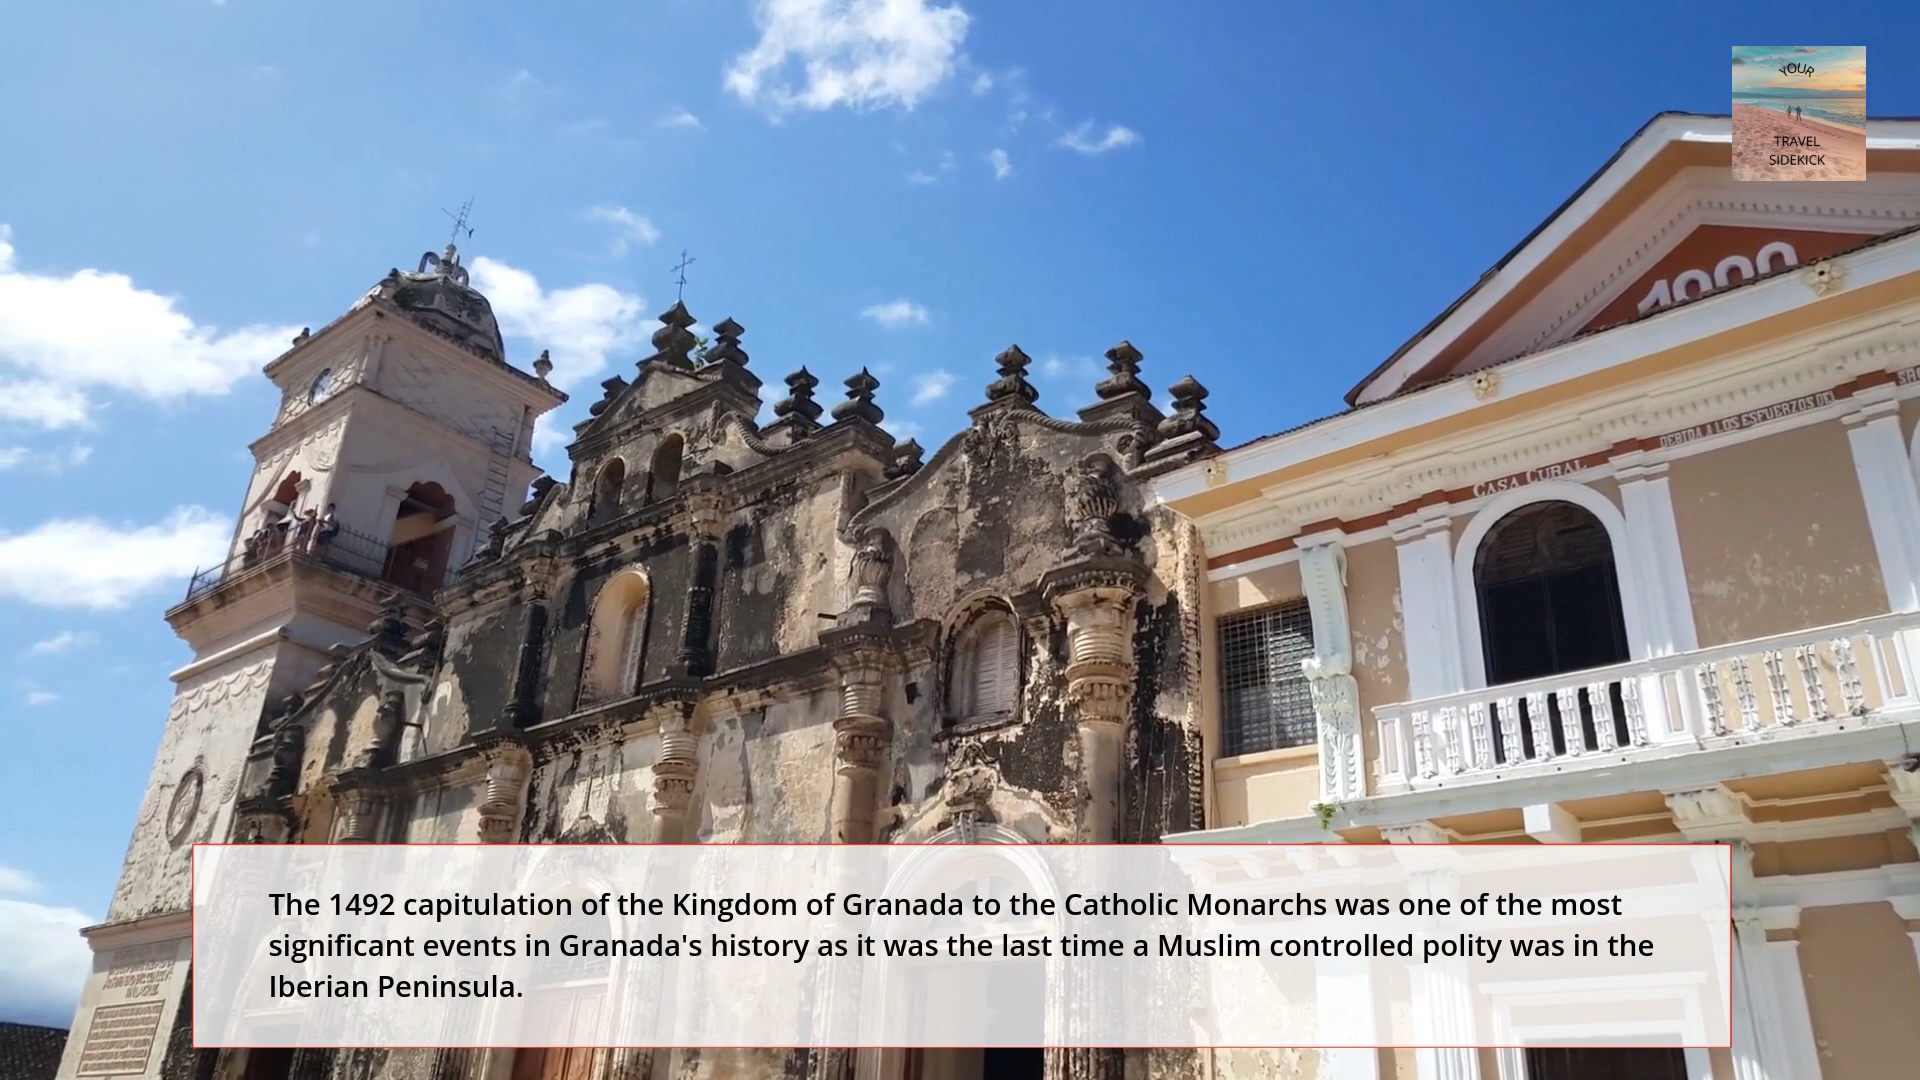 YOUR
TRAVEL
SIDEKICK
1900
CASA CURAL
DEBIDA A LOS ESFUERZOS DEL
The 1492 capitulation of the Kingdom of Granada to the Catholic Monarchs was one of the most
significant events in Granada's history as it was the last time a Muslim controlled polity was in the
Iberian Peninsula.